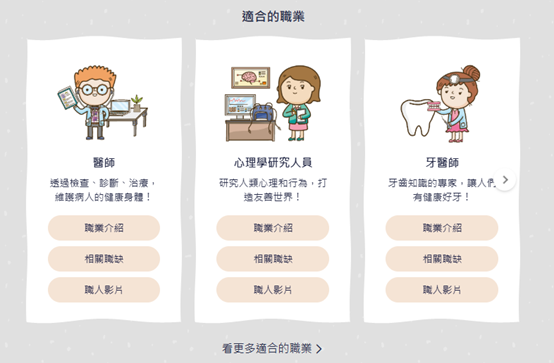 適合的職業
醫師
透過檢查、診斷、治療，
維護病人的健康身體！
職業介紹
相關職缺
職人影片
心理學研究人員
研究人類心理和行為，打
造友善世界！
職業介紹
相關職缺
職人影片
牙醫師
牙齒知識的專家，讓人們
有健康好牙！
職業介紹
相關職缺
職人影片
看更多適合的職業